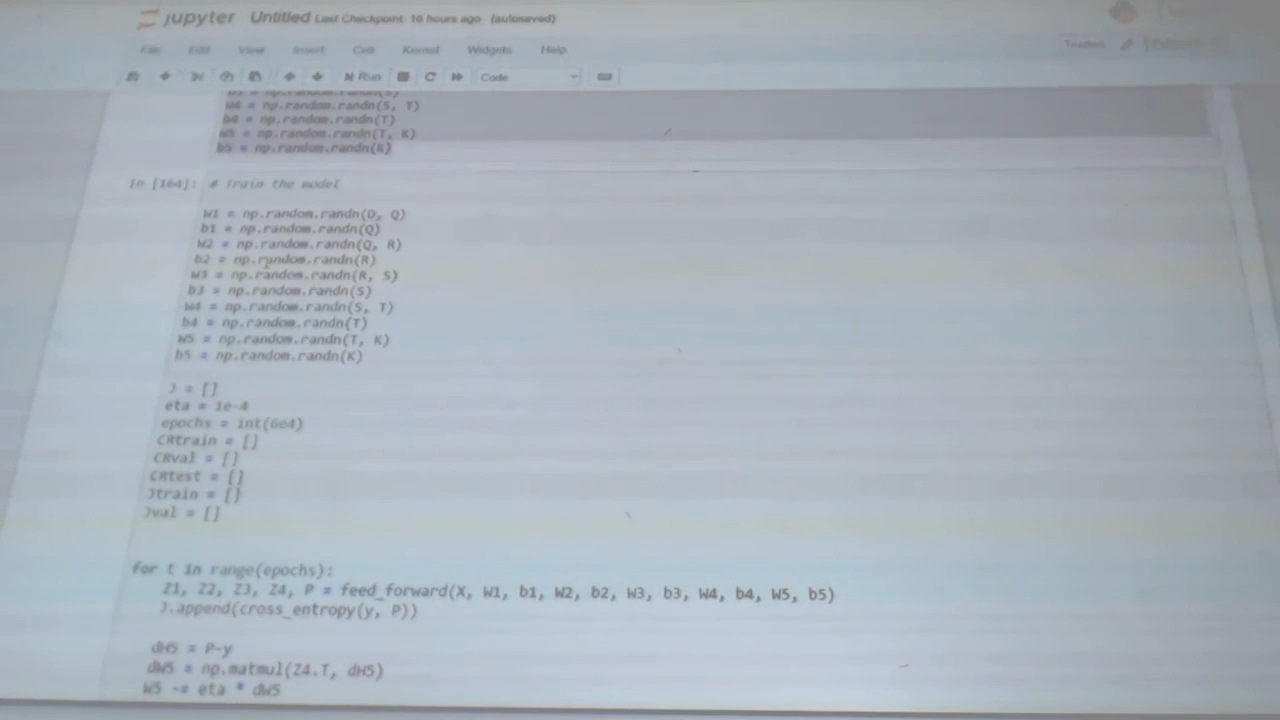 jupyter Untitled Last Checkpoint: 10 hours ago (autosaved)
File Edit View Insert Cell Kernel Widgets Help
Trusted
Run Code
b3 = np.random.randn(S)
W4 = np.random.randn(S, T)
b4 = np.random.randn(T)
W5 = np.random.randn(T, K)
b5 = np.random.randn(K)
In [164]: # Train the model
W1 = np.random.randn(D, Q)
b1 = np.random.randn(Q)
W2 = np.random.randn(Q, R)
b2 = np.random.randn(R)
W3 = np.random.randn(R, S)
b3 = np.random.randn(S)
W4 = np.random.randn(S, T)
b4 = np.random.randn(T)
W5 = np.random.randn(T, K)
b5 = np.random.randn(K)
J = []
eta = 1e-4
epochs = int(6e4)
CRtrain = []
CRval = []
CRtest = []
Jtrain = []
Jval = []
for t in range(epochs):
Z1, Z2, Z3, Z4, P = feed_forward(X, W1, b1, W2, b2, W3, b3, W4, b4, W5, b5)
J.append(cross_entropy(y, P))
dH5 = P-y
dW5 = np.matmul(Z4.T, dH5)
W5 -= eta * dW5